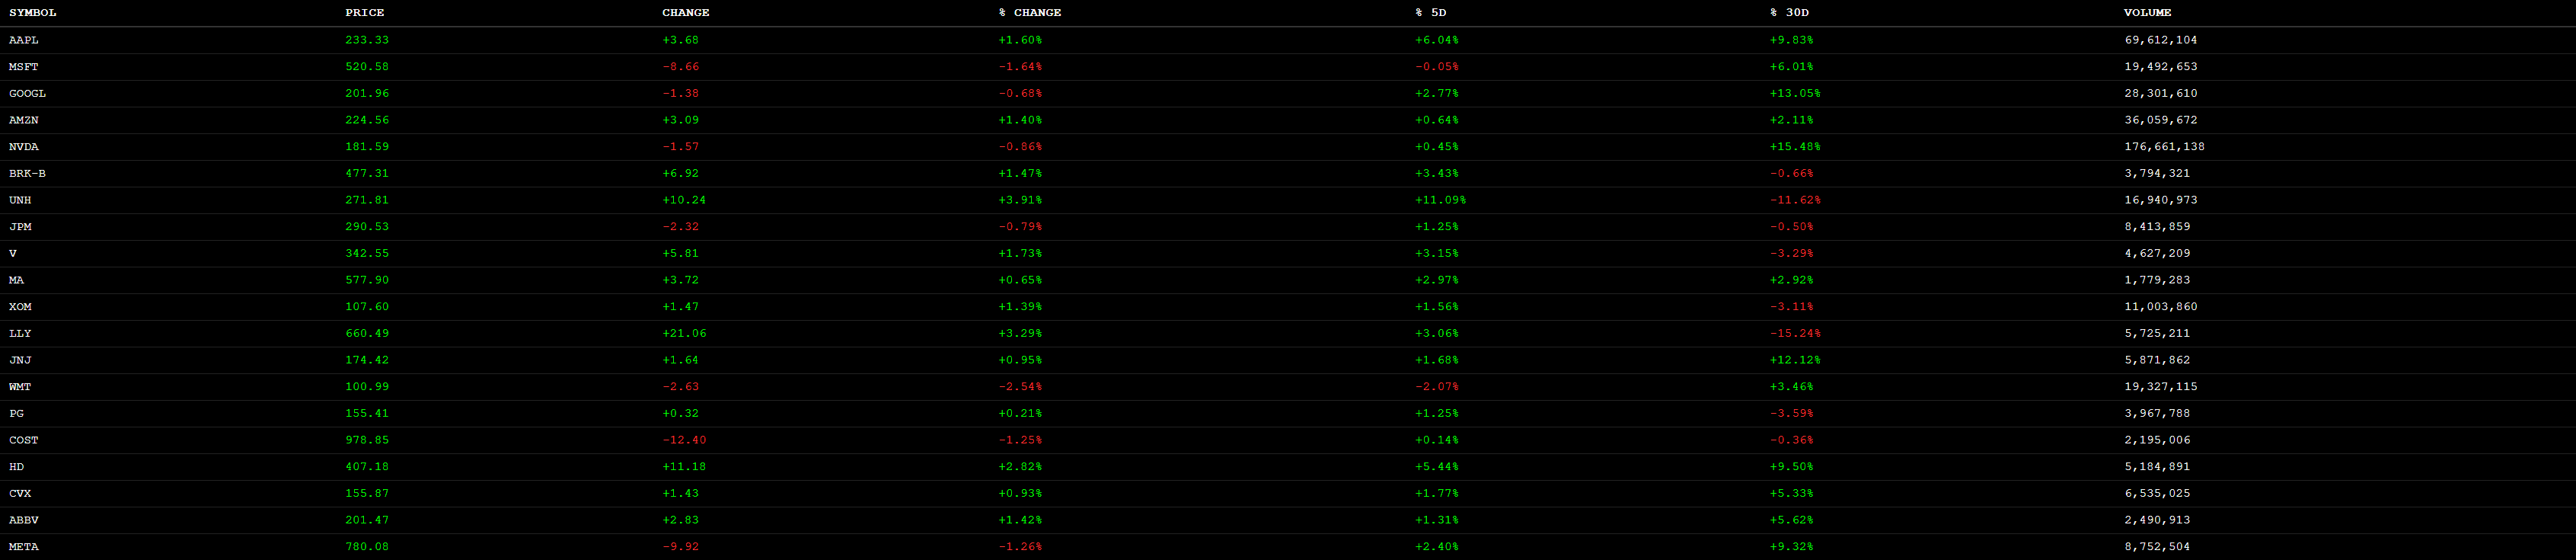 SYMBOL PRICE CHANGE % CHANGE % 5D % 30D VOLUME
AAPL 233.33 +3.68 +1.60% +6.04% +9.83% 69,612,104
MSFT 520.58 -8.66 -1.64% -0.05% +6.01% 19,492,653
GOOGL 201.96 -1.38 -0.68% +2.77% +13.05% 28,301,610
AMZN 224.56 +3.09 +1.40% +0.64% +2.11% 36,059,672
NVDA 181.59 -1.57 -0.86% +0.45% +15.48% 176,661,138
BRK-B 477.31 +6.92 +1.47% +3.43% -0.66% 3,794,321
UNH 271.81 +10.24 +3.91% +11.09% -11.62% 16,940,973
JPM 290.53 -2.32 -0.79% +1.25% -0.50% 8,413,859
V 342.55 +5.81 +1.73% +3.15% -3.29% 4,627,209
MA 577.90 +3.72 +0.65% +2.97% +2.92% 1,779,283
XOM 107.60 +1.47 +1.39% +1.56% -3.11% 11,003,860
LLY 660.49 +21.06 +3.29% +3.06% -15.24% 5,725,211
JNJ 174.42 +1.64 +0.95% +1.68% +12.12% 5,871,862
WMT 100.99 -2.63 -2.54% -2.07% +3.46% 19,327,115
PG 155.41 +0.32 +0.21% +1.25% -3.59% 3,967,788
COST 978.85 -12.40 -1.25% +0.14% -0.36% 2,195,006
HD 407.18 +11.18 +2.82% +5.44% +9.50% 5,184,891
CVX 155.87 +1.43 +0.93% +1.77% +5.33% 6,535,025
ABBV 201.47 +2.83 +1.42% +1.31% +5.62% 2,490,913
META 780.08 -9.92 -1.26% +2.40% +9.32% 8,752,504